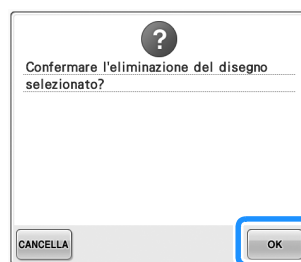 ?
Confermare l'eliminazione del disegno
selezionato?
CANCELLA
OK